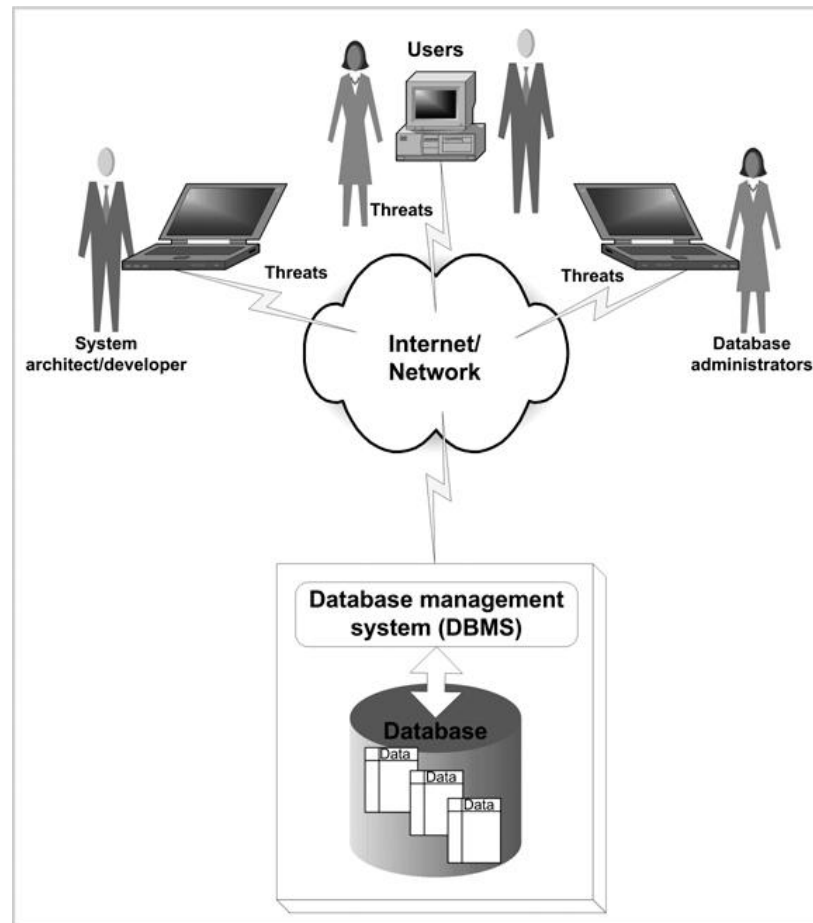 Users
Threats
Threats
Threats
System
architect/developer
Internet/
Network
Database
administrators
Database management
system (DBMS)
Database
Data
Data
Data